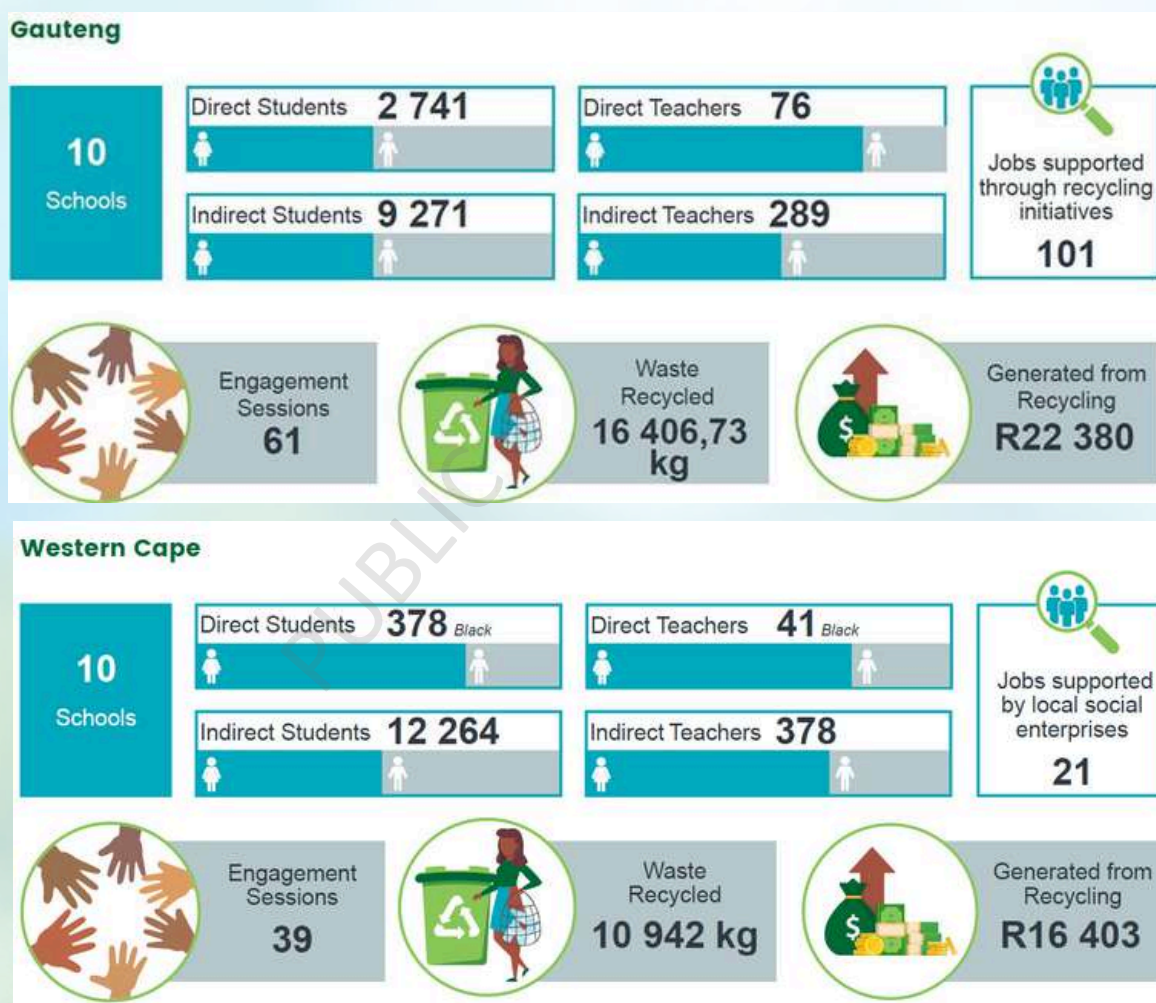 Gauteng
10
Schools
Direct Students 2 741
Indirect Students 9 271
Direct Teachers 76
Indirect Teachers 289
Jobs supported
through recycling
initiatives
101
Engagement
Sessions
61
Waste
Recycled
16 406,73
kg
$
Generated from
Recycling
R22 380
PUBLIC
Western Cape
10
Schools
Direct Students 378 Black
Indirect Students 12 264
Direct Teachers 41 Black
Indirect Teachers 378
Jobs supported
by local social
enterprises
21
Engagement
Sessions
39
Waste
Recycled
10 942 kg
$
Generated from
Recycling
R16 403